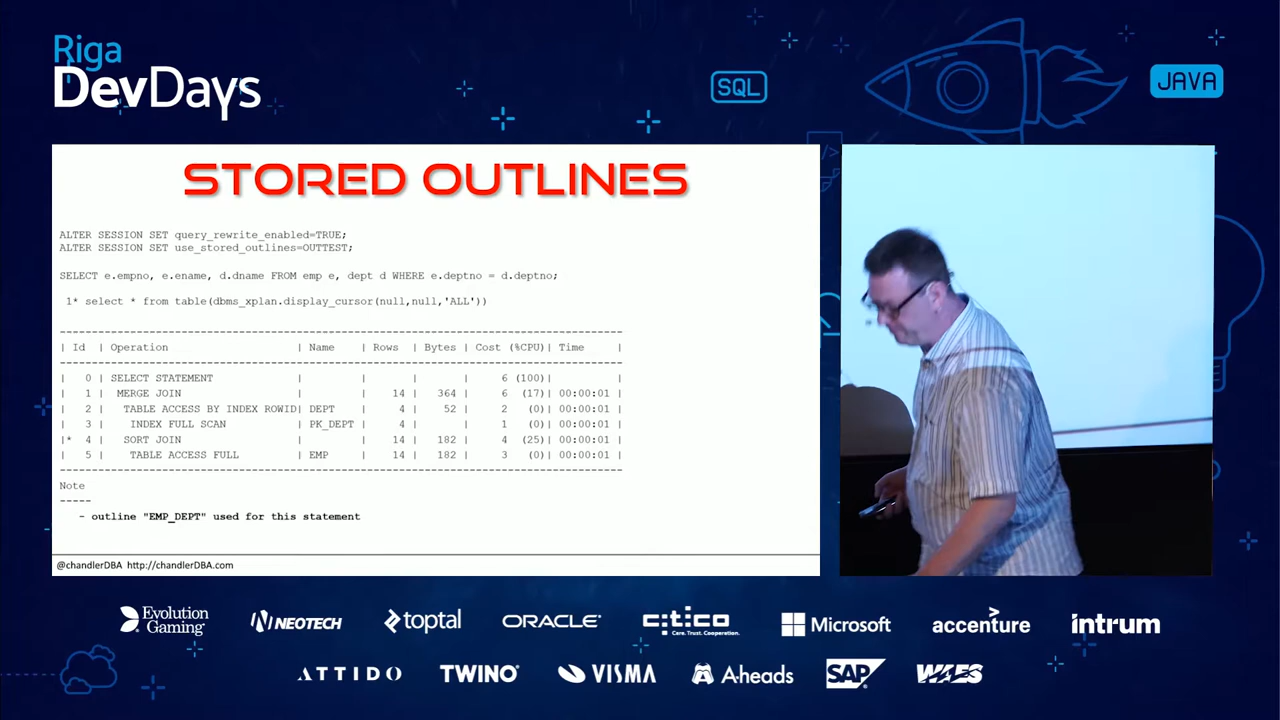 Riga
DevDays
SQL
JAVA
</>
STORED OUTLINES
ALTER SESSION SET query_rewrite_enabled=TRUE;
ALTER SESSION SET use_stored_outlines=OUTTEST;
SELECT e.empno, e.ename, d.dname FROM emp e, dept d WHERE e.deptno = d.deptno;
1* select * from table(dbms_xplan.display_cursor(null,null,'ALL'))
---------------------------------------------------------------------------------------
| Id | Operation | Name | Rows | Bytes | Cost (%CPU)| Time |
---------------------------------------------------------------------------------------
| 0 | SELECT STATEMENT | | | | 6 (100)| |
| 1 | MERGE JOIN | | 14 | 364 | 6 (17)| 00:00:01 |
| 2 | TABLE ACCESS BY INDEX ROWID| DEPT | 4 | 52 | 2 (0)| 00:00:01 |
| 3 | INDEX FULL SCAN | PK_DEPT | 4 | | 1 (0)| 00:00:01 |
|* 4 | SORT JOIN | | 14 | 182 | 4 (25)| 00:00:01 |
| 5 | TABLE ACCESS FULL | EMP | 14 | 182 | 3 (0)| 00:00:01 |
---------------------------------------------------------------------------------------
Note
-----
- outline "EMP_DEPT" used for this statement
@chandlerDBA http://chandlerDBA.com
Evolution Gaming NEOTECH toptal ORACLE citico Care. Trust. Cooperation. Microsoft accenture intrum
ATTIDO TWINO VISMA A-heads SAP WAES